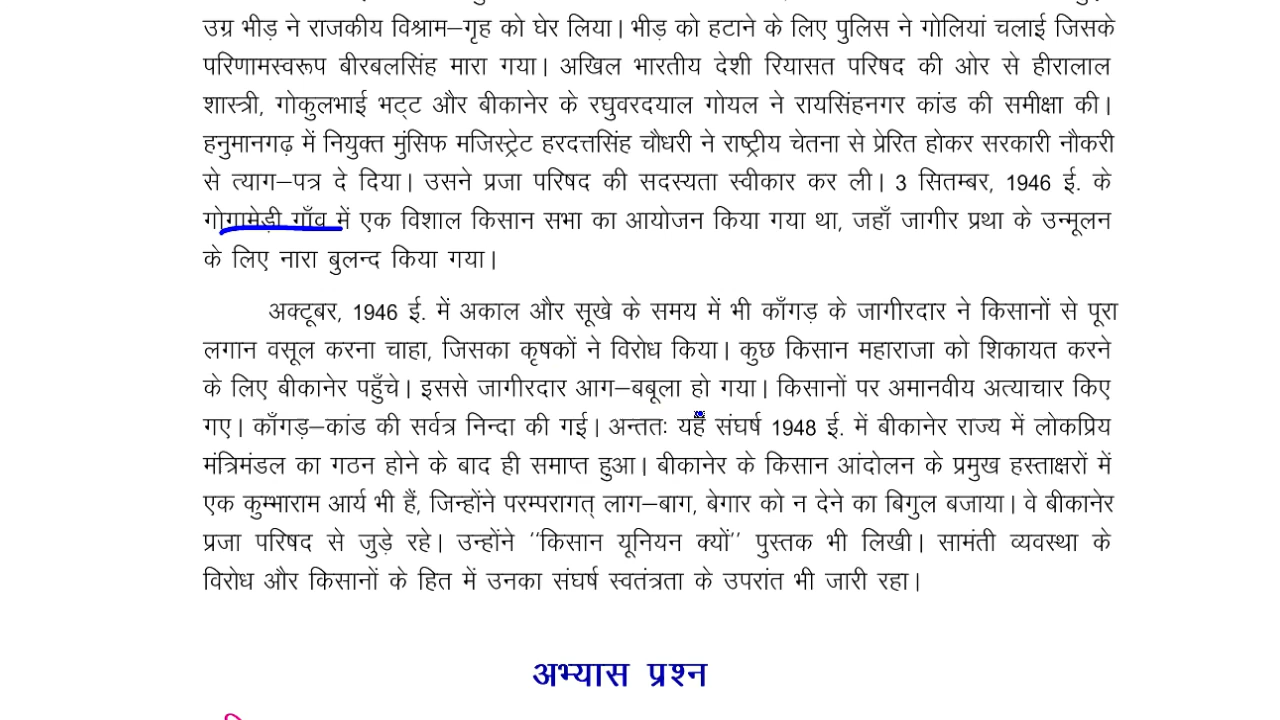 उग्र भीड़ ने राजकीय विश्राम–गृह को घेर लिया। भीड़ को हटाने के लिए पुलिस ने गोलियां चलाई जिसके
परिणामस्वरूप बीरबलसिंह मारा गया। अखिल भारतीय देशी रियासत परिषद की ओर से हीरालाल
शास्त्री, गोकुलभाई भट्ट और बीकानेर के रघुवरदयाल गोयल ने रायसिंहनगर कांड की समीक्षा की।
हनुमानगढ़ में नियुक्त मुंसिफ मजिस्ट्रेट हरदत्तसिंह चौधरी ने राष्ट्रीय चेतना से प्रेरित होकर सरकारी नौकरी
से त्याग–पत्र दे दिया। उसने प्रजा परिषद की सदस्यता स्वीकार कर ली। 3 सितम्बर, 1946 ई. के
गोगामेड़ी गाँव में एक विशाल किसान सभा का आयोजन किया गया था, जहाँ जागीर प्रथा के उन्मूलन
के लिए नारा बुलन्द किया गया।
अक्टूबर, 1946 ई. में अकाल और सूखे के समय में भी काँगड़ के जागीरदार ने किसानों से पूरा
लगान वसूल करना चाहा, जिसका कृषकों ने विरोध किया। कुछ किसान महाराजा को शिकायत करने
के लिए बीकानेर पहुँचे। इससे जागीरदार आग–बबूला हो गया। किसानों पर अमानवीय अत्याचार किए
गए। काँगड़–कांड की सर्वत्र निन्दा की गई। अन्ततः यह संघर्ष 1948 ई. में बीकानेर राज्य में लोकप्रिय
मंत्रिमंडल का गठन होने के बाद ही समाप्त हुआ। बीकानेर के किसान आंदोलन के प्रमुख हस्ताक्षरों में
एक कुम्भाराम आर्य भी हैं, जिन्होंने परम्परागत् लाग–बाग, बेगार को न देने का बिगुल बजाया। वे बीकानेर
प्रजा परिषद से जुड़े रहे। उन्होंने ''किसान यूनियन क्यों'' पुस्तक भी लिखी। सामंती व्यवस्था के
विरोध और किसानों के हित में उनका संघर्ष स्वतंत्रता के उपरांत भी जारी रहा।
अभ्यास प्रश्न